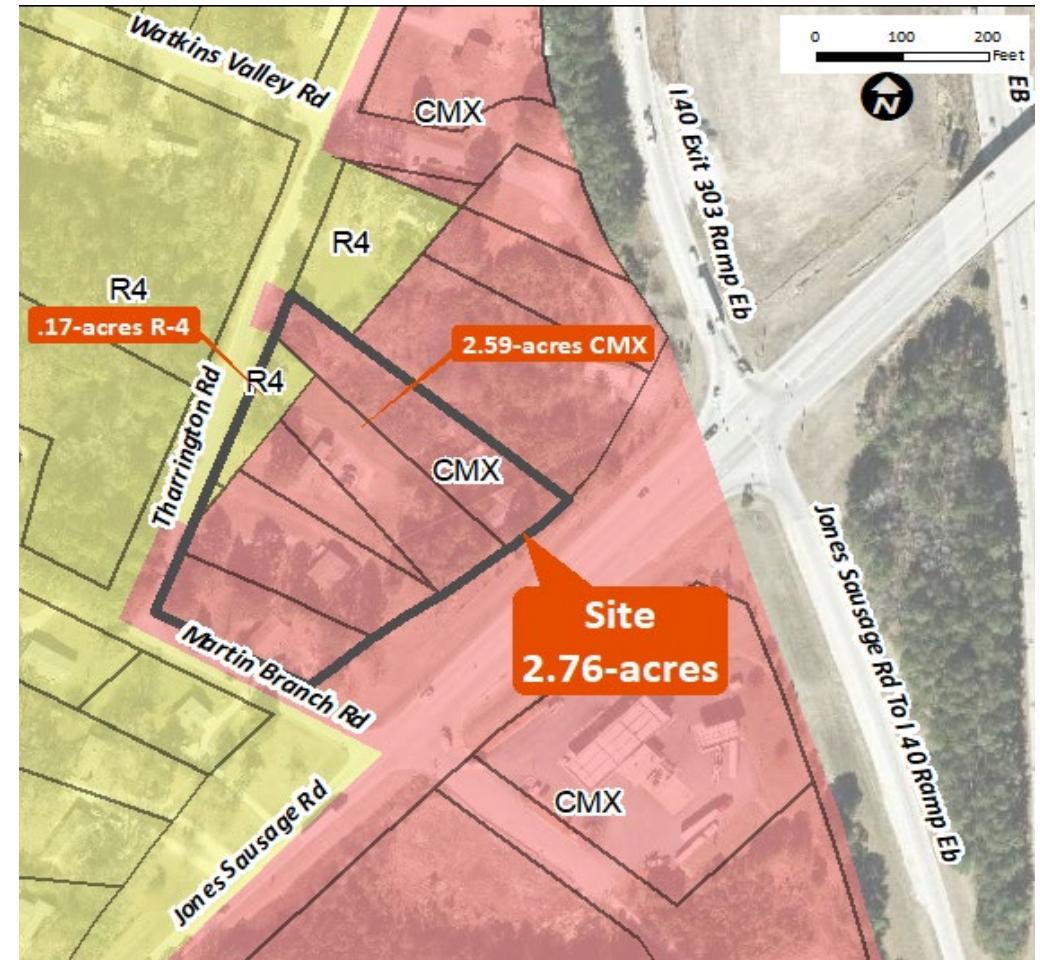 Watkins Valley Rd
0 100 200
Feet
N
EB
CMX
I 40 Exit 303 Ramp Eb
R4
R4
.17-acres R-4
2.59-acres CMX
R4
Tharrington Rd
CMX
Site
2.76-acres
Jones Sausage Rd To I 40 Ramp Eb
Martin Branch Rd
CMX
Jones Sausage Rd